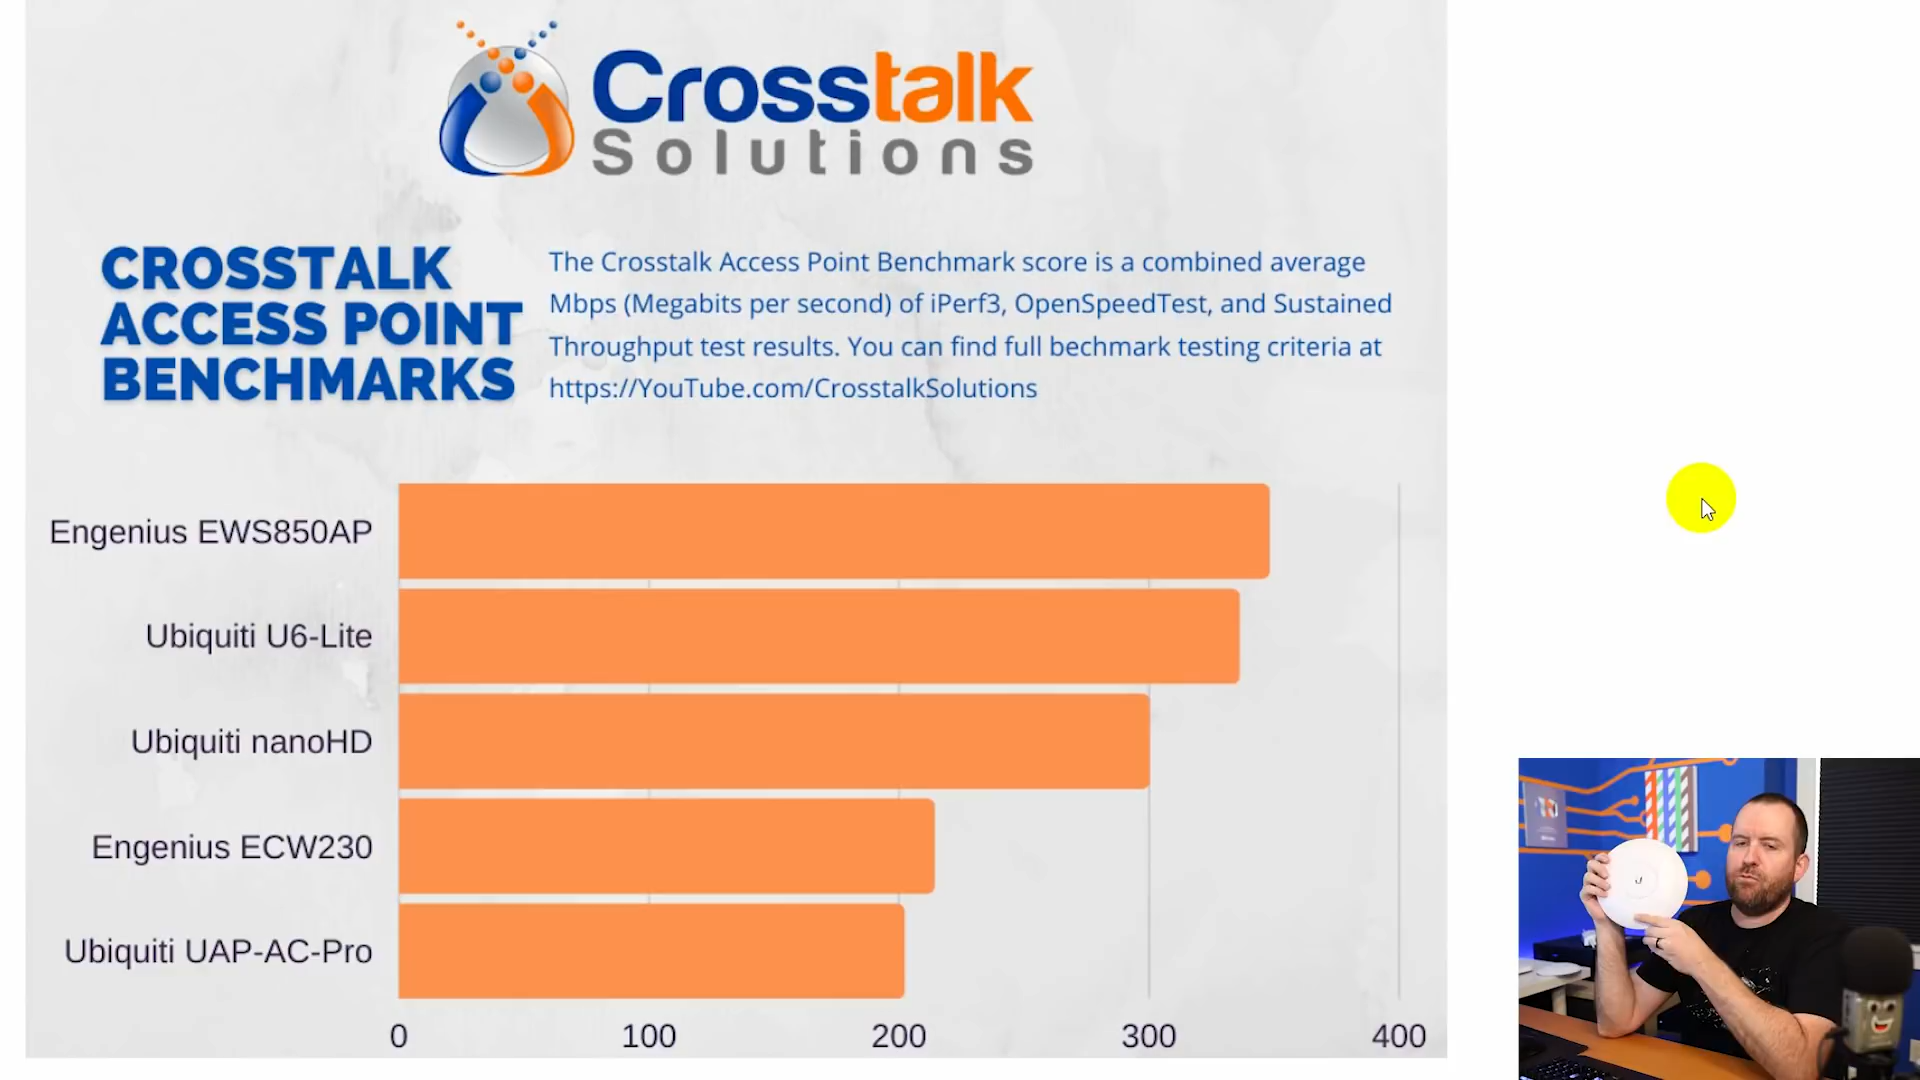 Crosstalk
Solutions
CROSSTALK
ACCESS POINT
BENCHMARKS
The Crosstalk Access Point Benchmark score is a combined average
Mbps (Megabits per second) of iPerf3, OpenSpeedTest, and Sustained
Throughput test results. You can find full bechmark testing criteria at
https://YouTube.com/CrosstalkSolutions
Engenius EWS850AP
Ubiquiti U6-Lite
Ubiquiti nanoHD
Engenius ECW230
Ubiquiti UAP-AC-Pro
0 100 200 300 400